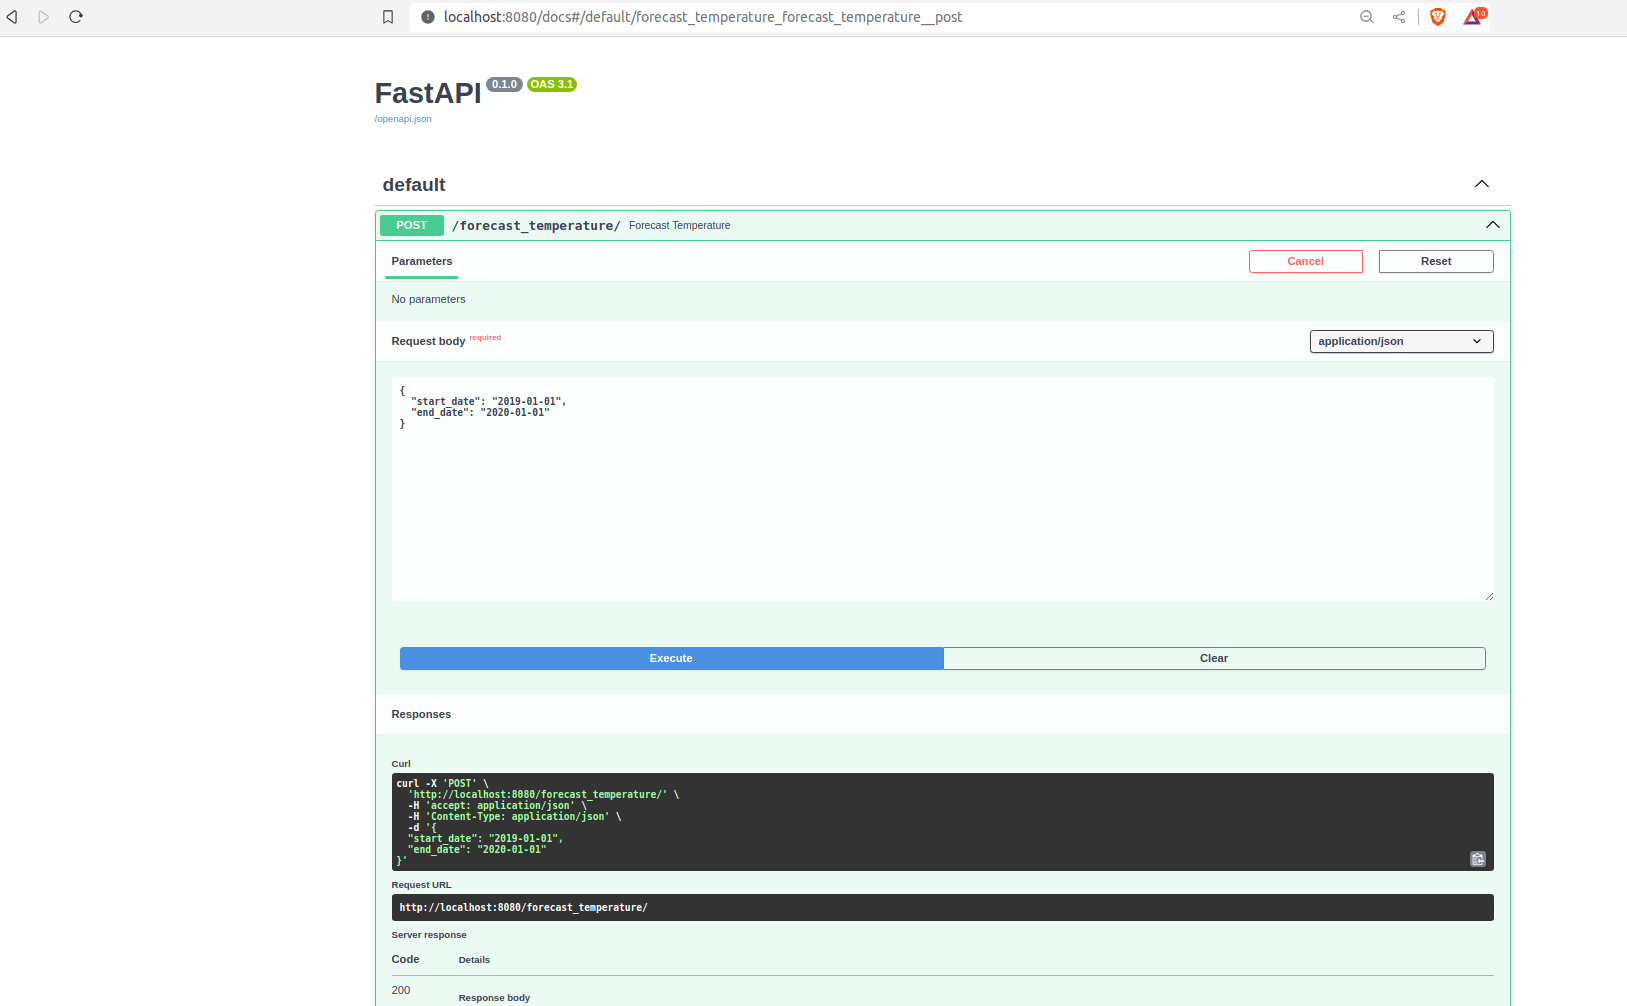 localhost:8080/docs#/default/forecast_temperature_forecast_temperature__post
10
FastAPI 0.1.0 OAS 3.1
/openapi.json
default
POST /forecast_temperature/ Forecast Temperature
Parameters Cancel Reset
No parameters
Request body required application/json
{
"start_date": "2019-01-01",
"end_date": "2020-01-01"
}
Execute Clear
Responses
Curl
curl -X 'POST' \
'http://localhost:8080/forecast_temperature/' \
-H 'accept: application/json' \
-H 'Content-Type: application/json' \
-d '{
"start_date": "2019-01-01",
"end_date": "2020-01-01"
}'
Request URL
http://localhost:8080/forecast_temperature/
Server response
Code Details
200
Response body